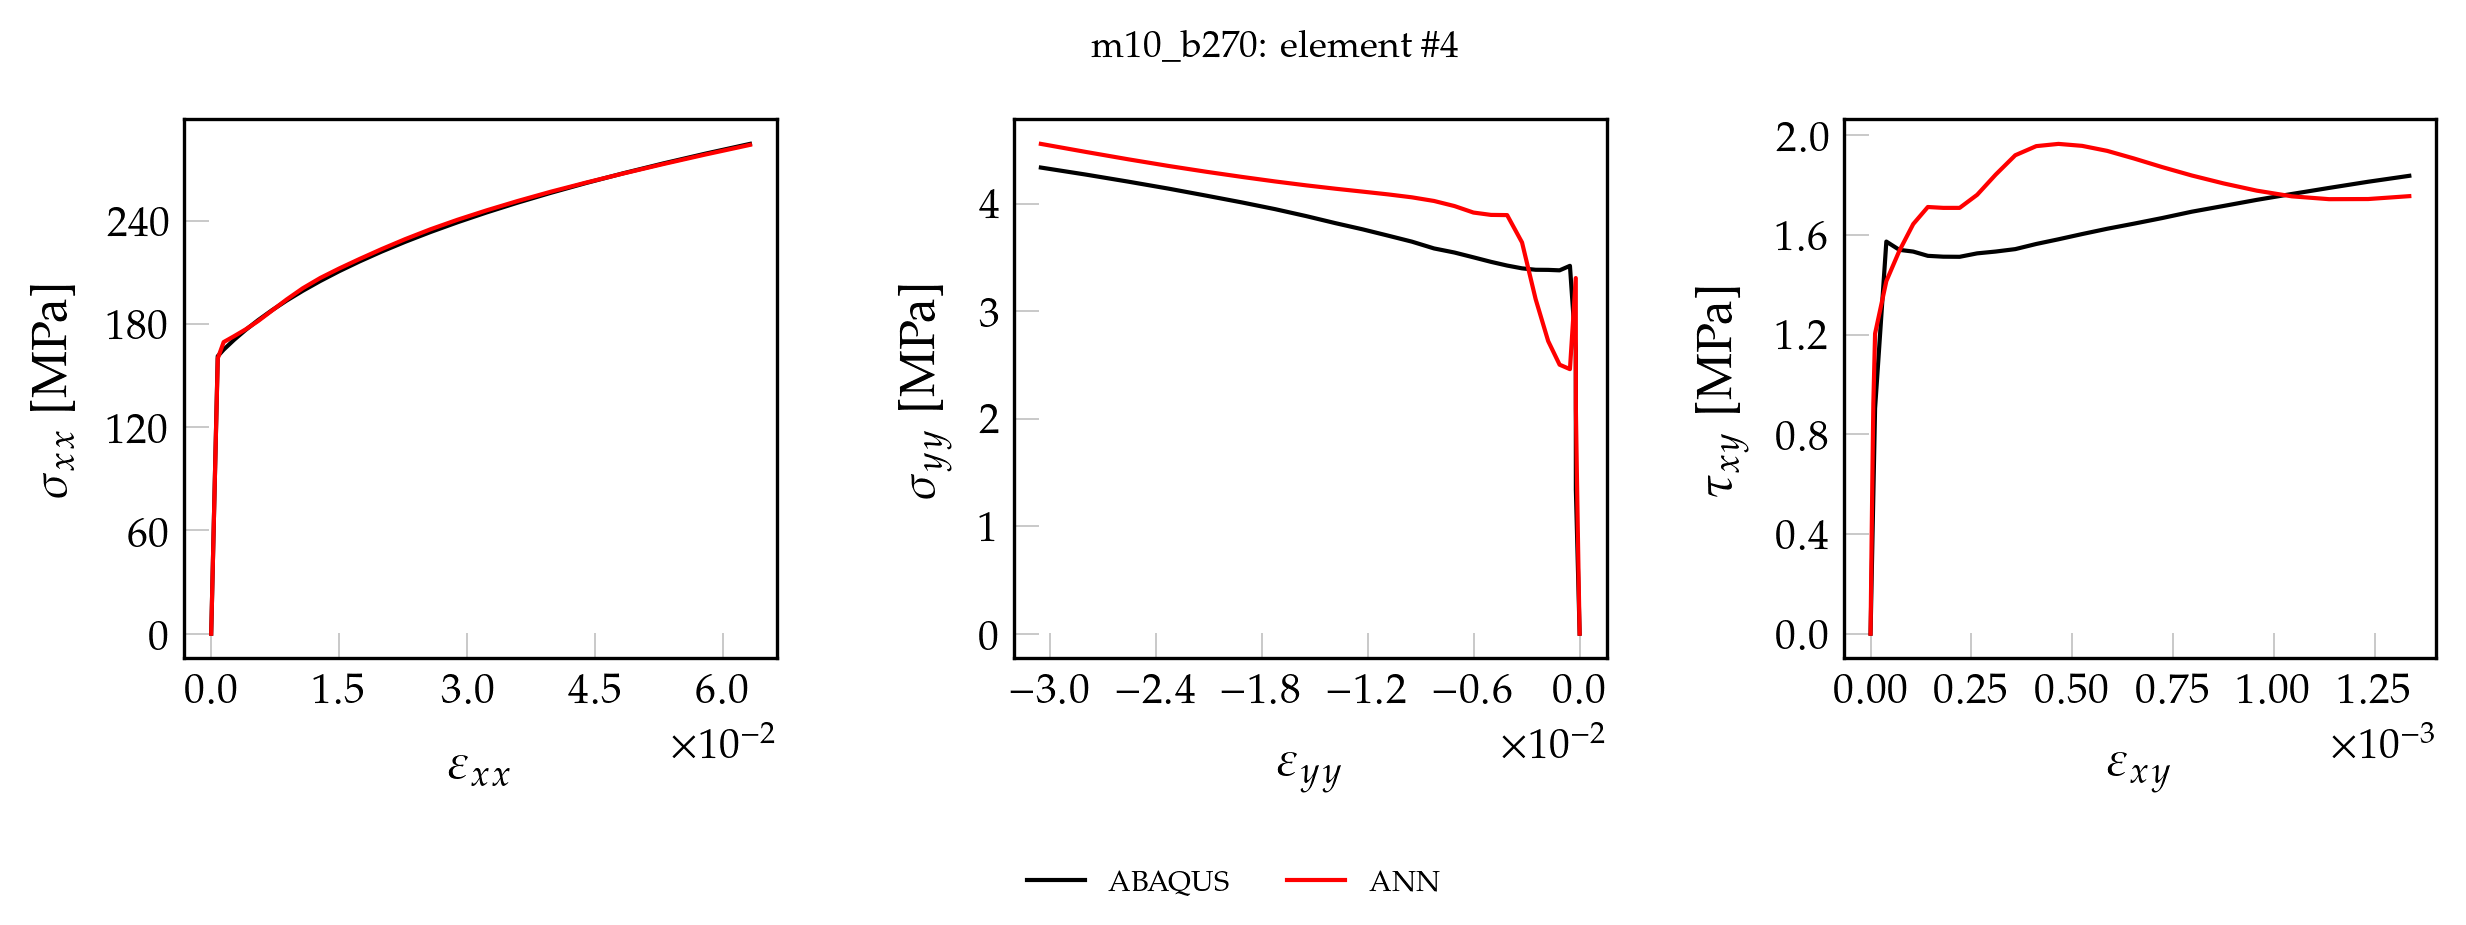 m10_b270: element #4
σxx [MPa]
240
180
120
60
0
0.0 1.5 3.0 4.5 6.0
×10−2
εxx
σyy [MPa]
4
3
2
1
0
−3.0 −2.4 −1.8 −1.2 −0.6 0.0
×10−2
εyy
τxy [MPa]
2.0
1.6
1.2
0.8
0.4
0.0
0.00 0.25 0.50 0.75 1.00 1.25
×10−3
εxy
ABAQUS ANN